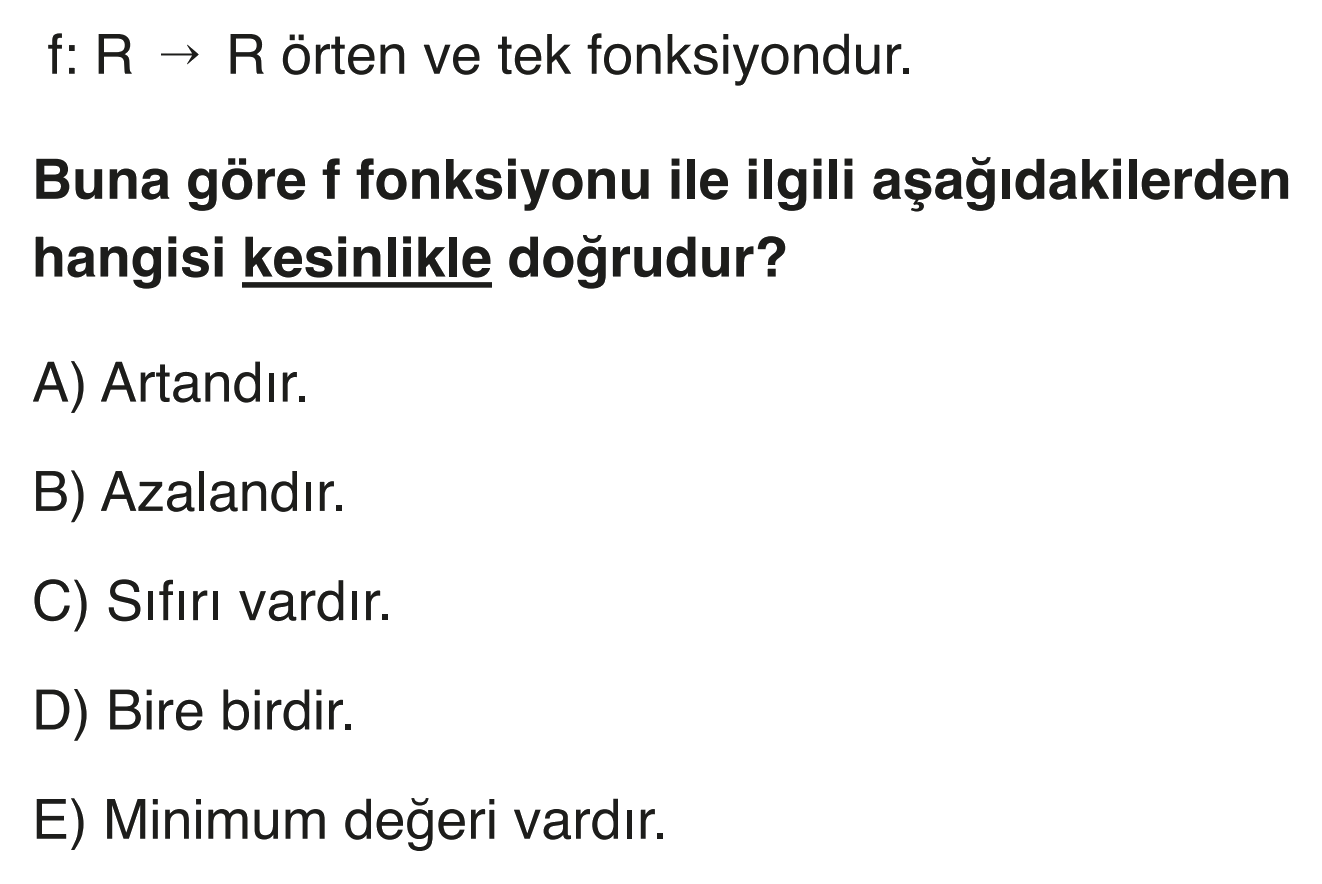 f: R → R örten ve tek fonksiyondur.
Buna göre f fonksiyonu ile ilgili aşağıdakilerden
hangisi kesinlikle doğrudur?
A) Artandır.
B) Azalandır.
C) Sıfırı vardır.
D) Bire birdir.
E) Minimum değeri vardır.